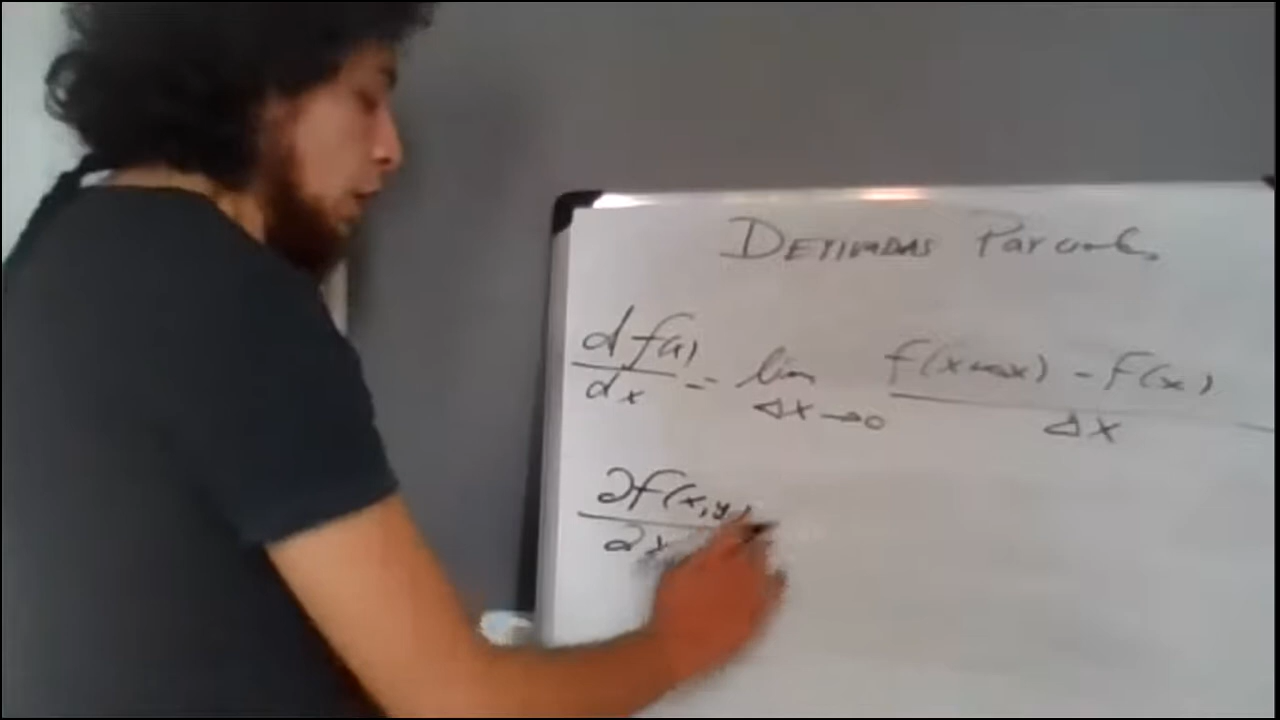 Derivadas Parciales
df(x)/dx = lim Δx→0 f(x+Δx) - f(x)/Δx
∂f(x,y)/∂x